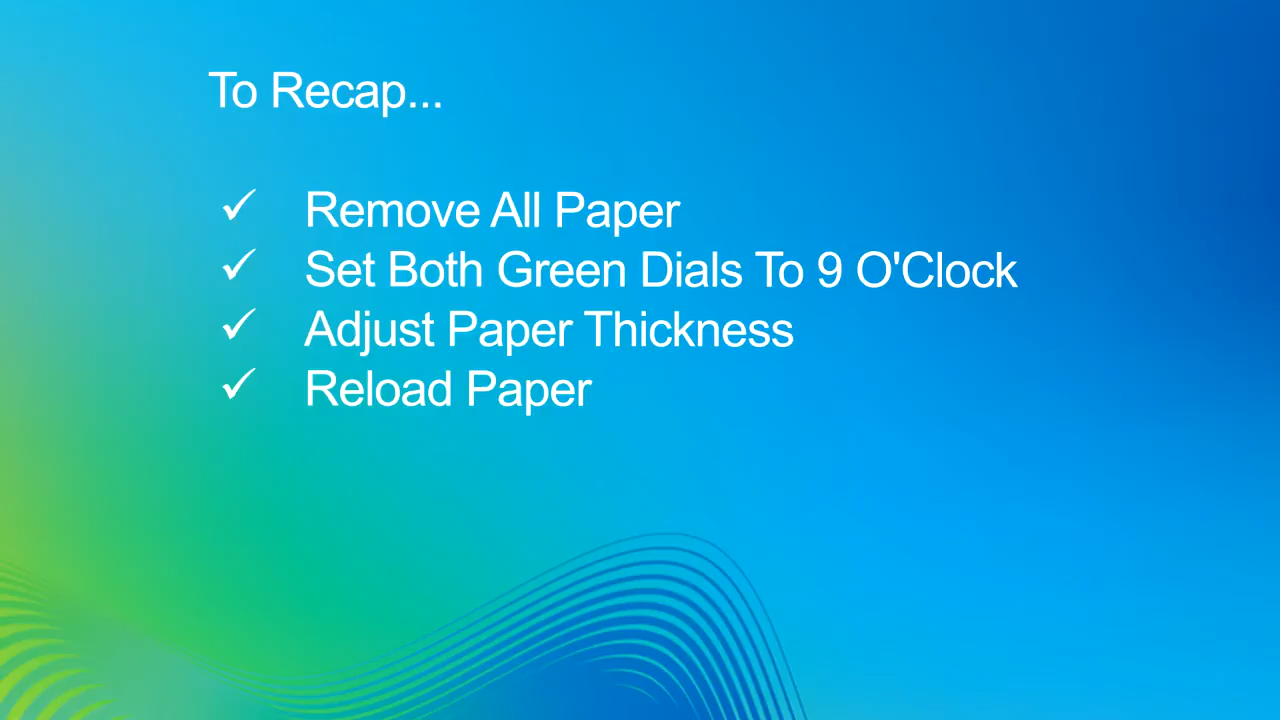 To Recap...
✓ Remove All Paper
✓ Set Both Green Dials To 9 O'Clock
✓ Adjust Paper Thickness
✓ Reload Paper